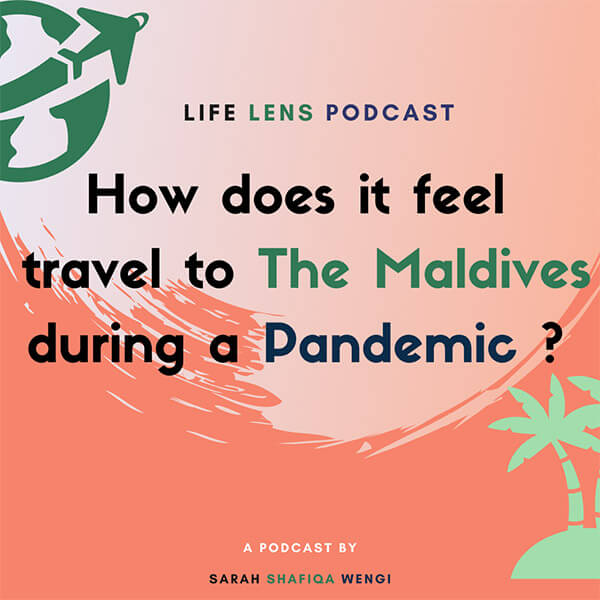 LIFE LENS PODCAST
How does it feel
travel to The Maldives
during a Pandemic ?
A PODCAST BY
SARAH SHAFIQA WENGI